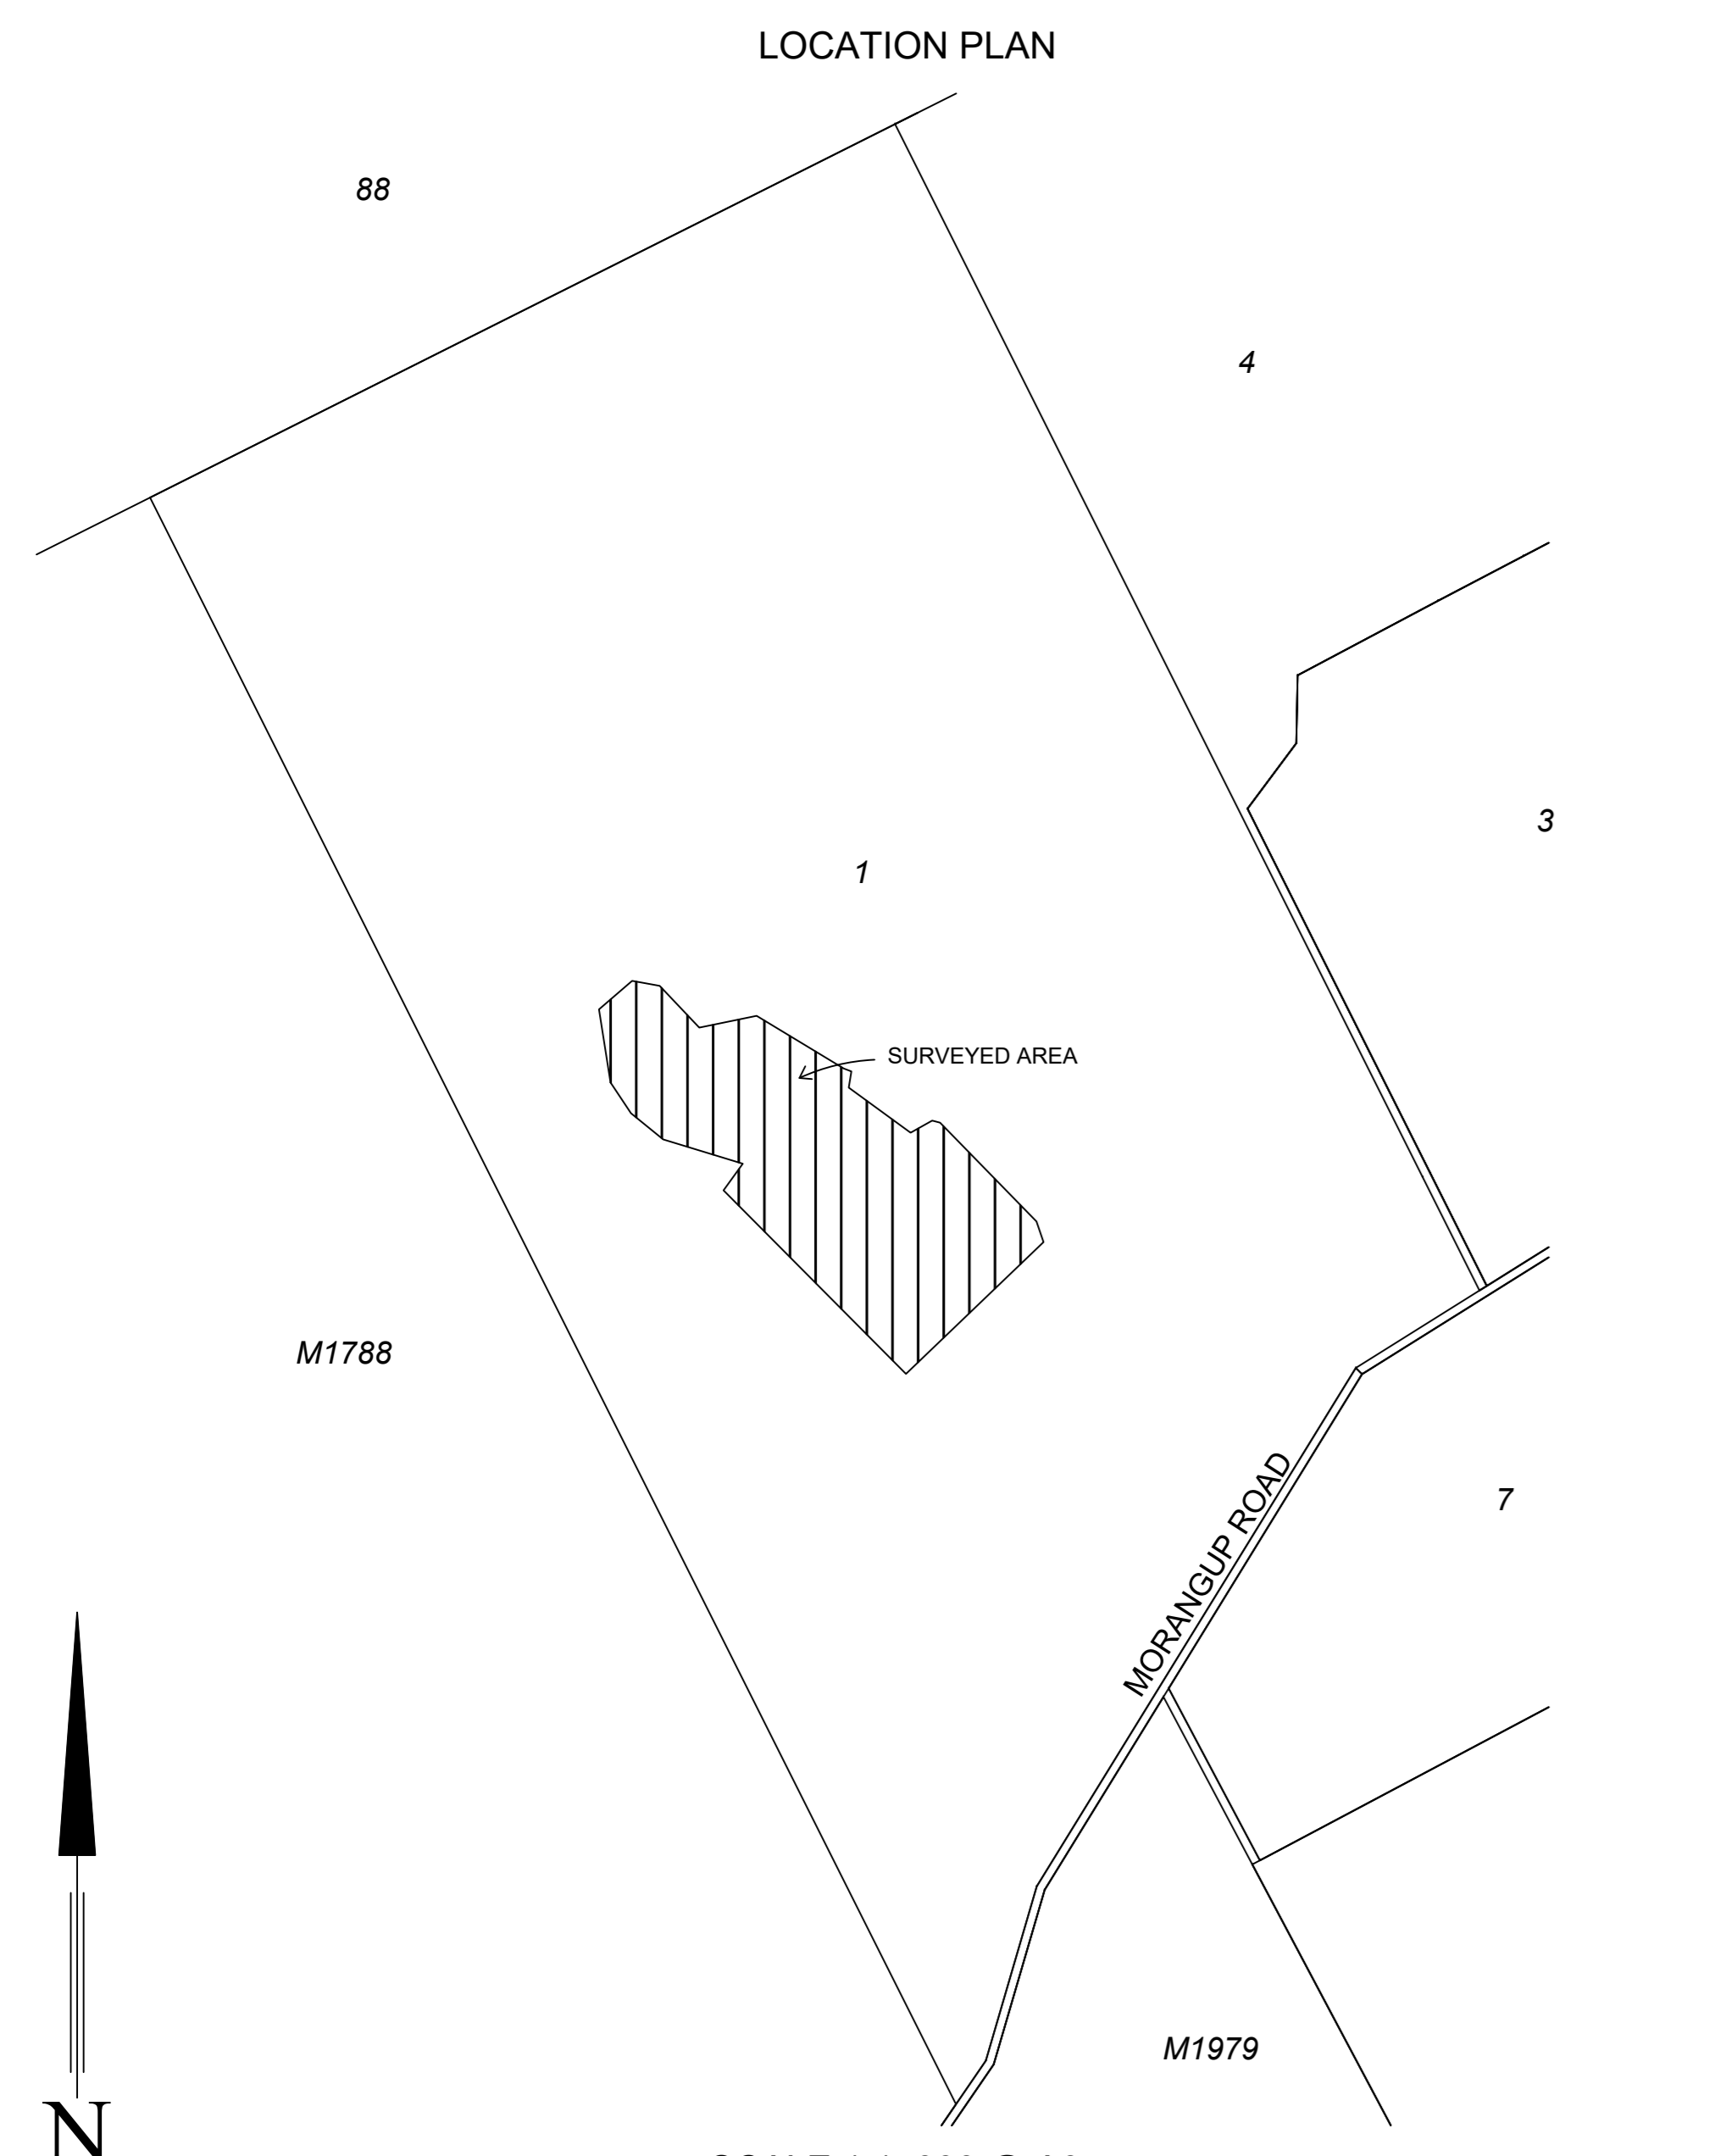 LOCATION PLAN
88
4
3
1
SURVEYED AREA
M1788
7
MORANGUP ROAD
M1979
N